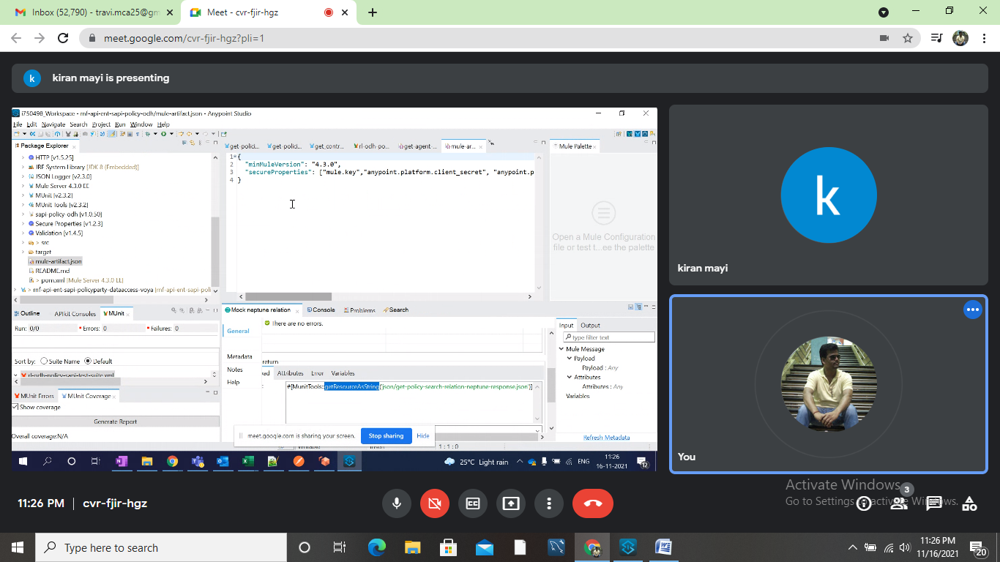 Inbox (52,790) - travi.mca25@gm
Meet - cvr-fjir-hgz
meet.google.com/cvr-fjir-hgz?pli=1
k
kiran mayi is presenting
i750498_Workspace - rnf-api-ent-sapi-policy-odh/mule-artifact.json - Anypoint Studio
File Edit Navigate Search Project Run Window Help
Package Explorer
get-polici...
get-polici...
get_contr...
rl-odh-po...
get-agent-...
mule-ar...
Mule Palette
HTTP [v1.5.25]
JRE System Library [JDK 8 (Embedded)]
JSON Logger [v2.3.0]
Mule Server 4.3.0 EE
MUnit [v2.3.2]
MUnit Tools [v2.3.2]
sapi-policy-odh [v1.0.50]
Secure Properties [v1.2.3]
Validation [v1.4.5]
> src
target
mule-artifact.json
README.md
> pom.xml [Mule Server 4.3.0 EE]
> rnf-api-ent-sapi-policyparty-dataaccess-voya [rnf-api-ent-sapi-poli
1 {
2 "minMuleVersion": "4.3.0",
3 "secureProperties": ["mule.key","anypoint.platform.client_secret", "anypoint.p
4 }
Open a Mule Configuration
file or test t...ee the palette
Outline
APIkit Consoles
MUnit
Run: 0/0
Errors: 0
Failures: 0
Sort by: Suite Name Default
rl-odh-policy-sapi-test-suite.xml
MUnit Errors
MUnit Coverage
Show coverage
Generate Report
Overall coverage:N/A
Mock neptune relation
Console
Problems
Search
There are no errors.
General
Metadata
Notes
Help
return
ad Attributes Error Variables
#[MunitTools::getResourceAsString('json/get-policy-search-relation-neptune-response.json')]
Input Output
type filter text
Mule Message
Payload
Payload : Any
Attributes
Attributes : Any
Variables
Refresh Metadata
meet.google.com is sharing your screen.
Stop sharing
Hide
Writable
Insert
1 : 1 : 0
25°C Light rain
ENG
11:26
16-11-2021
12
k
kiran mayi
You
Activate Windows
11:26 PM | cvr-fjir-hgz
3
Type here to search
11:26 PM
11/16/2021
20